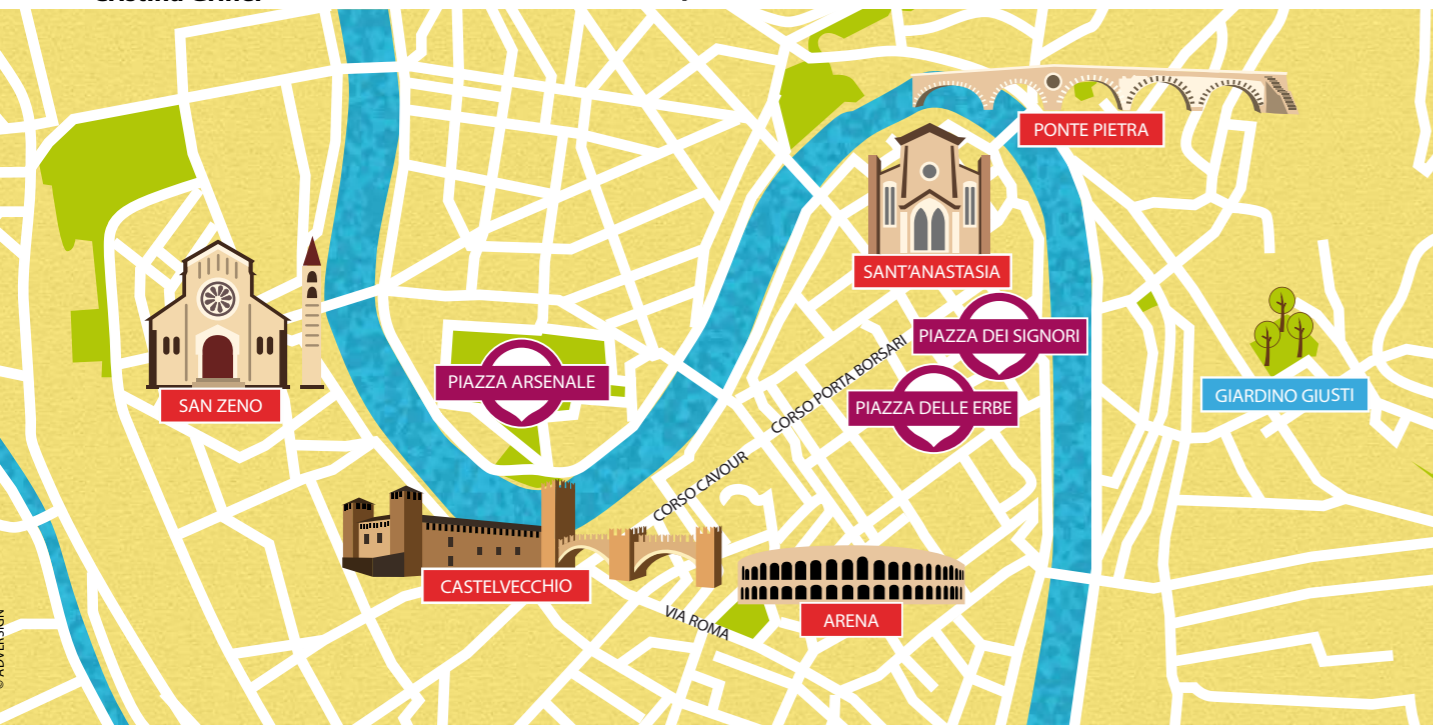 PONTE PIETRA
SANT'ANASTASIA
PIAZZA DEI SIGNORI
CORSO PORTA BORSARI
PIAZZA ARSENALE
PIAZZA DELLE ERBE
GIARDINO GIUSTI
SAN ZENO
CORSO CAVOUR
CASTELVECCHIO
VIA ROMA
ARENA
© ADVERSIGN